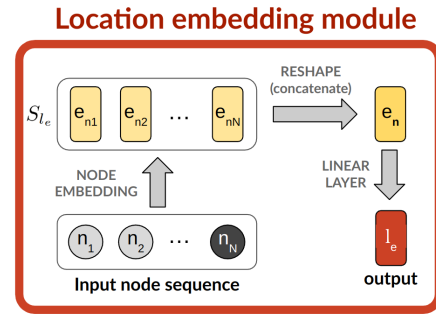 Location embedding module
S_{l_e}
e_{n1} e_{n2} ... e_{nN}
RESHAPE
(concatenate)
e_n
NODE
EMBEDDING
LINEAR
LAYER
n_1 n_2 ... n_N
Input node sequence
l_e
output